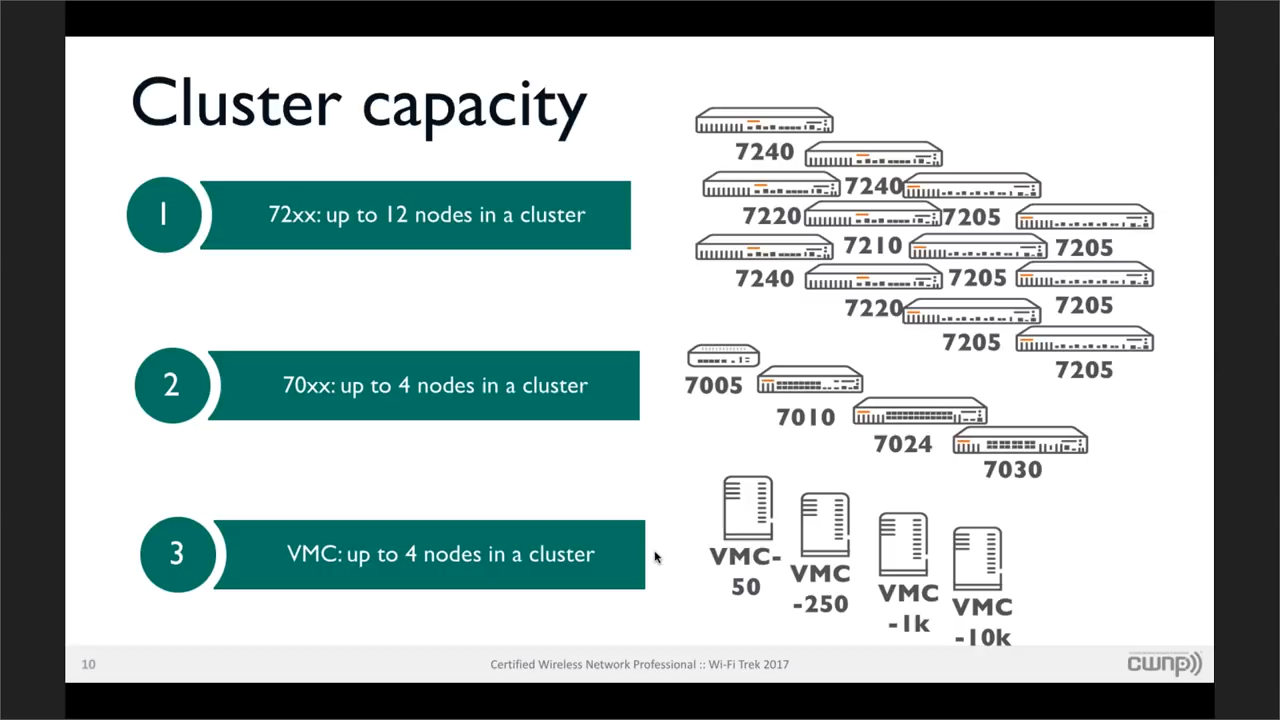 Cluster capacity
1
72xx: up to 12 nodes in a cluster
2
70xx: up to 4 nodes in a cluster
3
VMC: up to 4 nodes in a cluster
7240
7240
7220
7205
7210
7205
7240
7205
7220
7205
7205
7205
7005
7010
7024
7030
VMC-
50
VMC
-250
VMC
-1k
VMC
-10k
10
Certified Wireless Network Professional :: Wi-Fi Trek 2017
cwnp